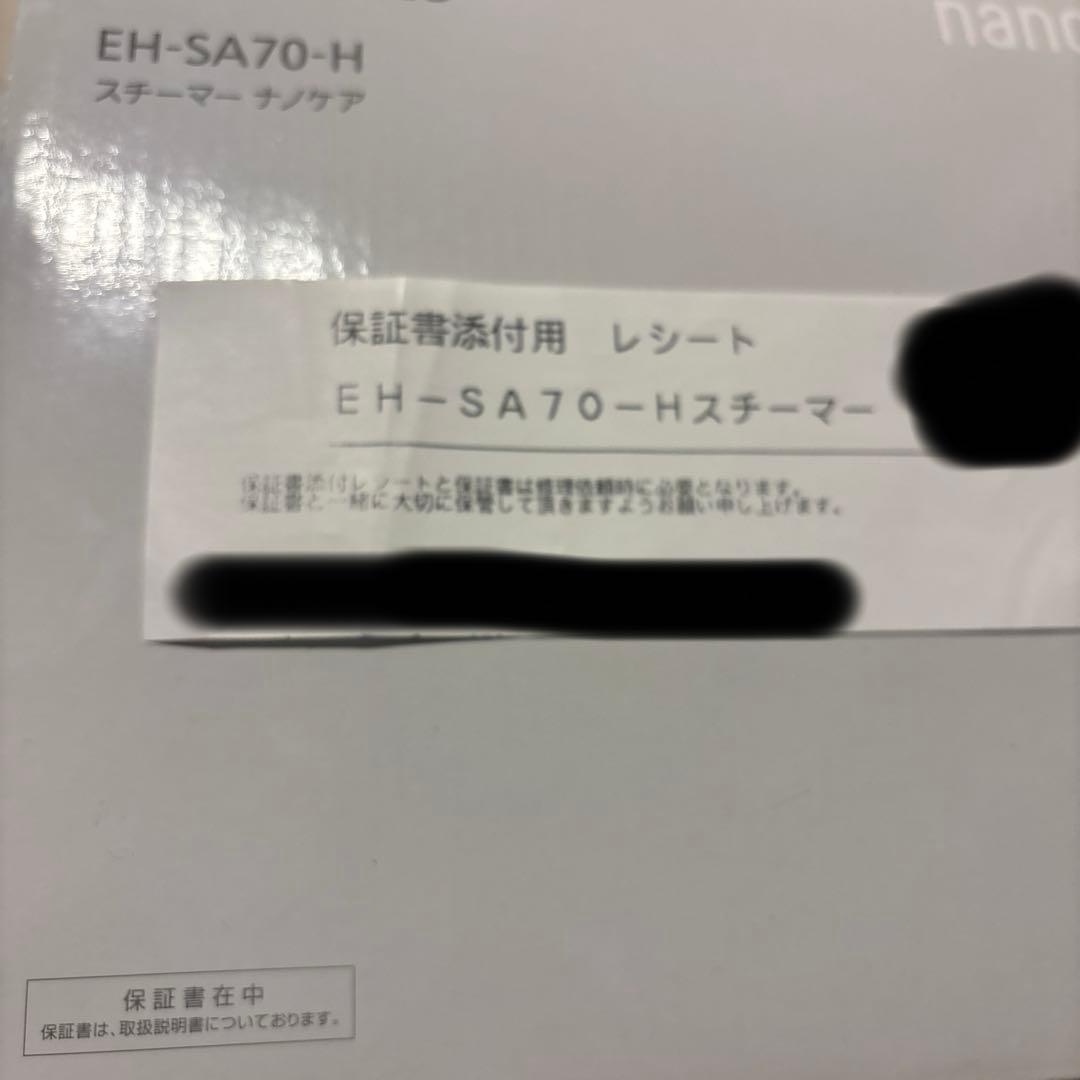 nano
EH-SA70-H
スチーマー ナノケア
保証書添付用 レシート
EH-SA70-Hスチーマー
保証書添付レシートと保証書は修理依頼時に必要となります。
保証書と一緒に大切に保管して頂きますようお願い申し上げます。
保証書在中
保証書は、取扱説明書についております。